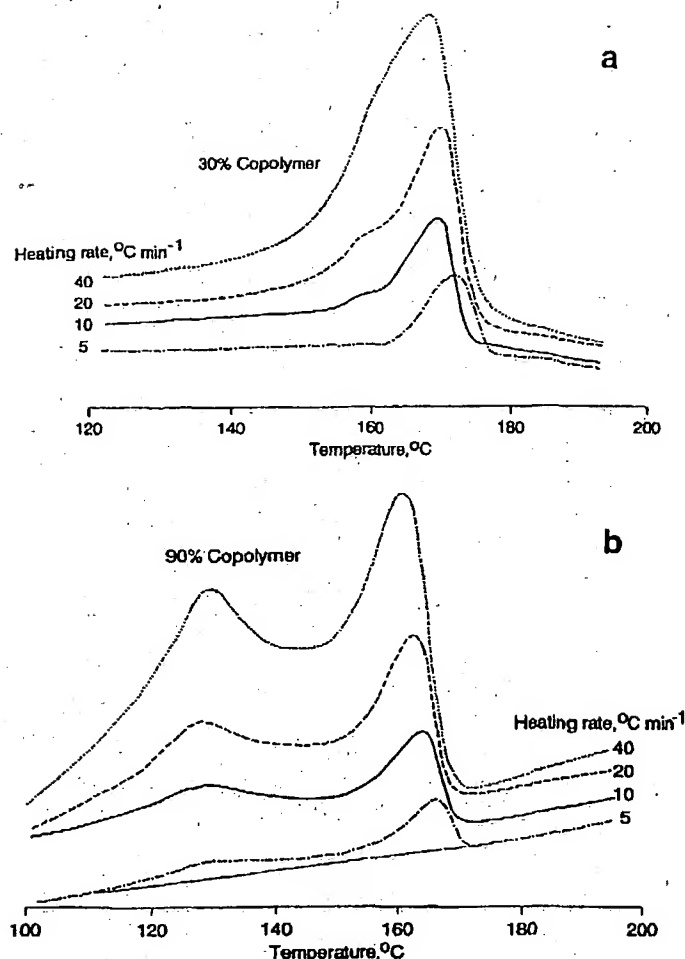 a
30% Copolymer
Heating rate,°C min⁻¹
40
20
10
5
120 140 160 180 200
Temperature,°C
b
90% Copolymer
Heating rate,°C min⁻¹
40
20
10
5
100 120 140 160 180 200
Temperature,°C